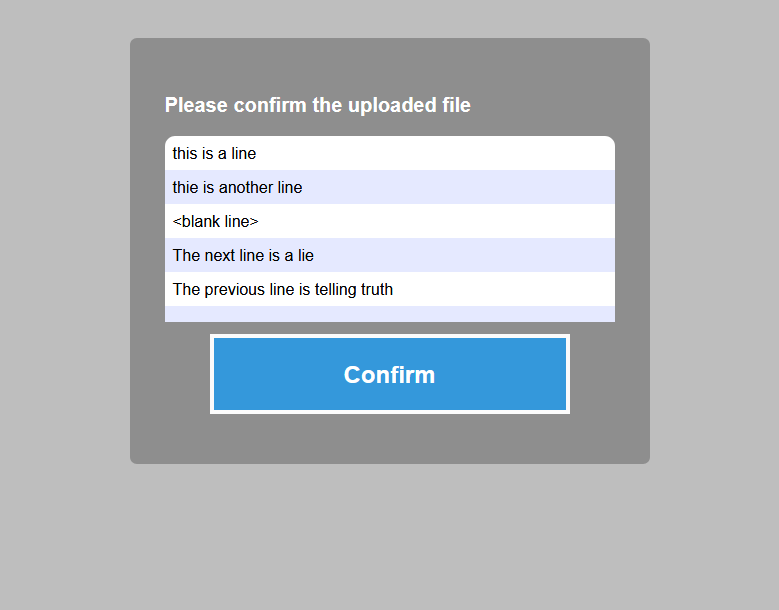 Please confirm the uploaded file
this is a line
thie is another line
<blank line>
The next line is a lie
The previous line is telling truth
Confirm